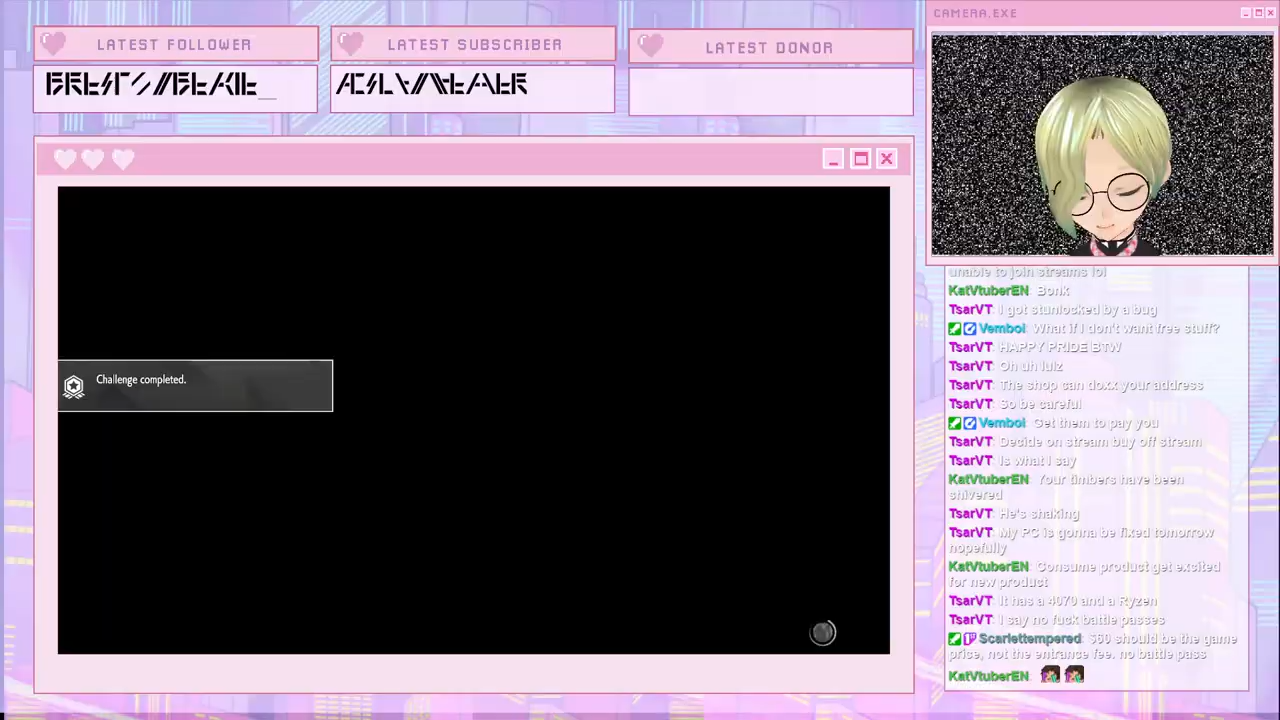 CAMERA.EXE
LATEST FOLLOWER
LATEST SUBSCRIBER
LATEST DONOR
Challenge completed.
unable to join streams lol
KatVtuberEN: Bonk
TsarVT: I got stunlocked by a bug
Vembol: What if I don't want free stuff?
TsarVT: HAPPY PRIDE BTW
TsarVT: Oh uh lulz
TsarVT: The shop can doxx your address
TsarVT: So be careful
Vembol: Get them to pay you
TsarVT: Decide on stream buy off stream
TsarVT: Is what I say
KatVtuberEN: Your timbers have been
shivered
TsarVT: He's shaking
TsarVT: My PC is gonna be fixed tomorrow
hopefully
KatVtuberEN: Consume product get excited
for new product
TsarVT: It has a 4070 and a Ryzen
TsarVT: I say no fuck battle passes
Scarlettempered: $60 should be the game
price, not the entrance fee. no battle pass
KatVtuberEN: